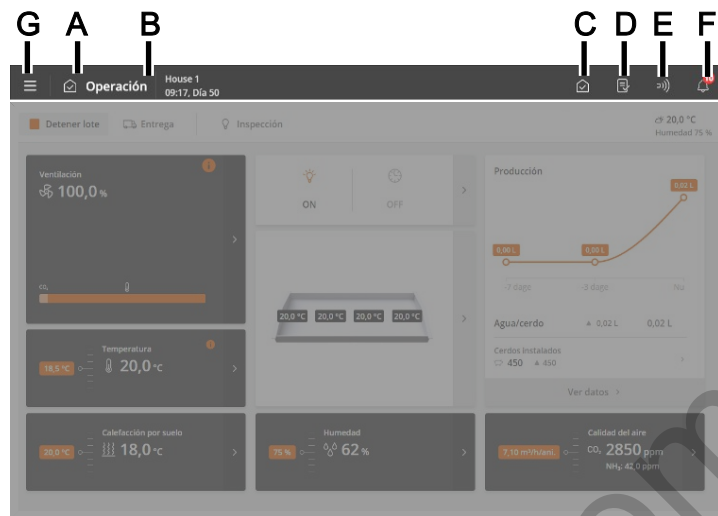 G A B C D E F
Operación
House 1
09:17, Día 50
10
Detener lote Entrega Inspección
20,0 °C
Humedad 75 %
Ventilación
100,0 %
CO₂
ON OFF
20,0 °C 20,0 °C 20,0 °C 20,0 °C
Producción
0,02 L
0,00 L 0,00 L
-7 dage -3 dage Nu
Agua/cerdo 0,02 L 0,02 L
Cerdos instalados
450 450
Ver datos
Temperatura
18,5 °C 20,0 °C
Calefacción por suelo
20,0 °C 18,0 °C
Humedad
75 % 62 %
Calidad del aire
7,10 m³/h/ani. CO₂ 2850 ppm
NH₃: 42,0 ppm